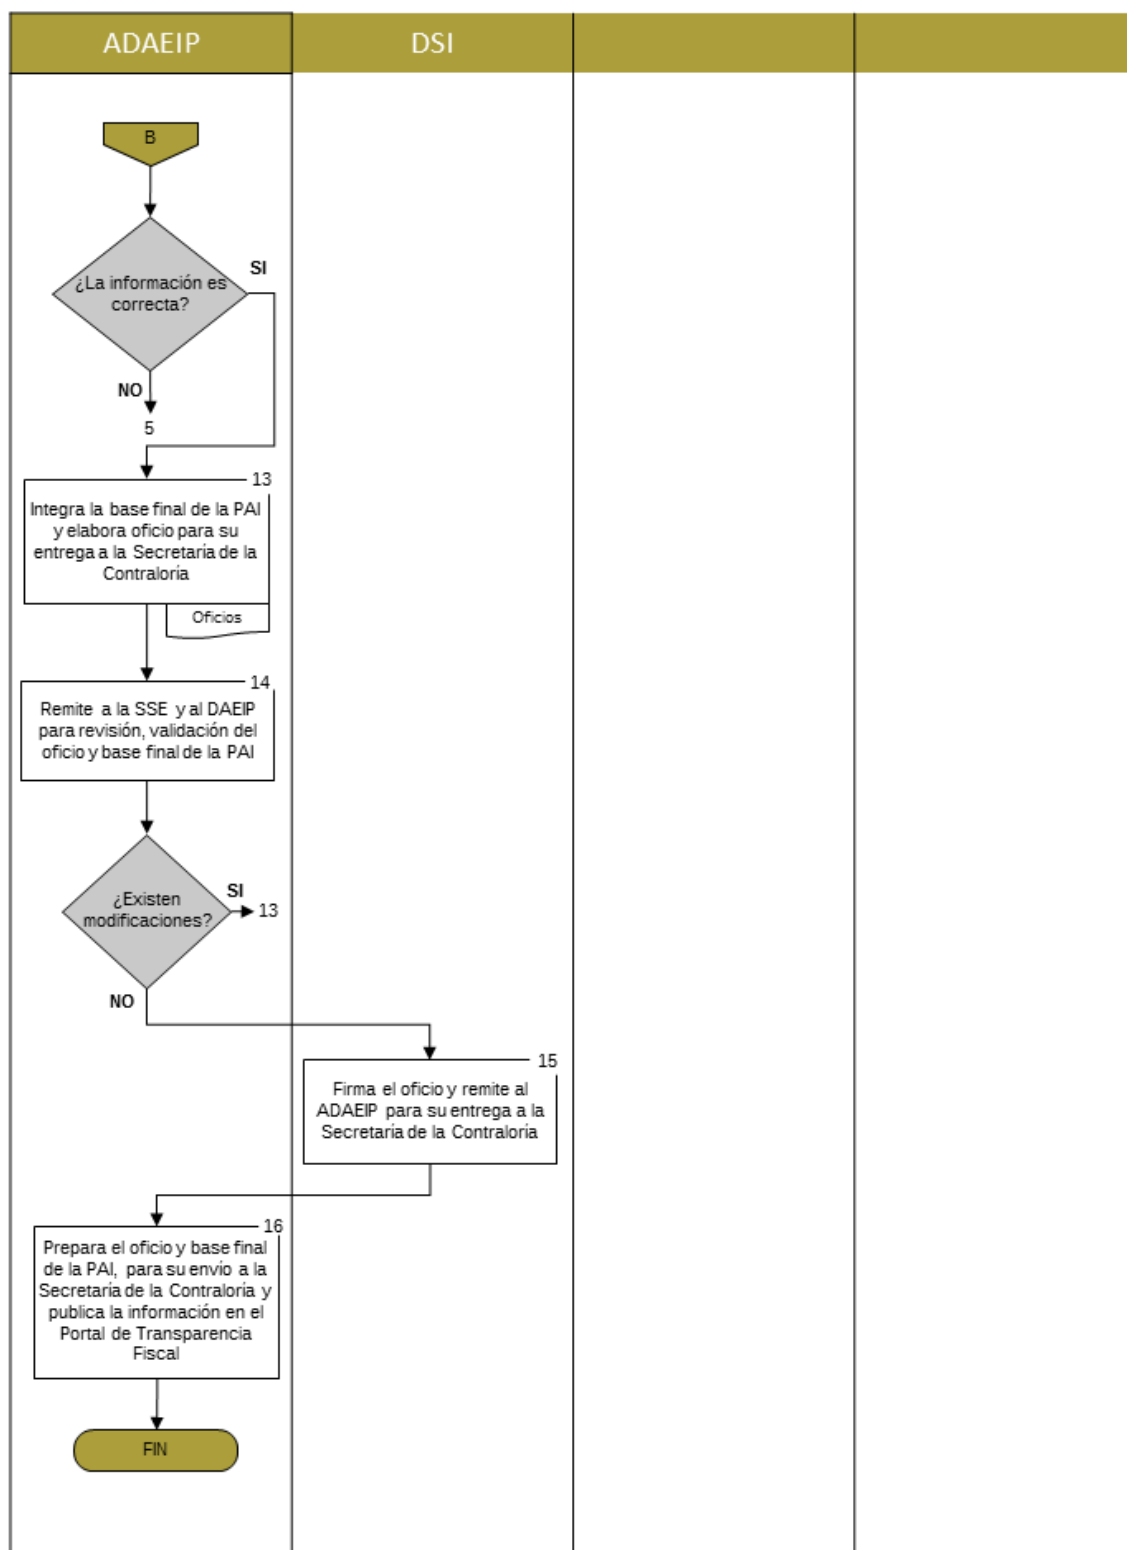 ADAEIP
DSI
B
¿La información es
correcta?
SI
NO
5
13
Integra la base final de la PAI
y elabora oficio para su
entrega a la Secretaría de la
Contraloría
Oficios
14
Remite a la SSE y al DAEIP
para revisión, validación del
oficio y base final de la PAI
¿Existen
modificaciones?
SI
13
NO
15
Firma el oficio y remite al
ADAEIP para su entrega a la
Secretaría de la Contraloría
16
Prepara el oficio y base final
de la PAI, para su envío a la
Secretaría de la Contraloría y
publica la información en el
Portal de Transparencia
Fiscal
FIN